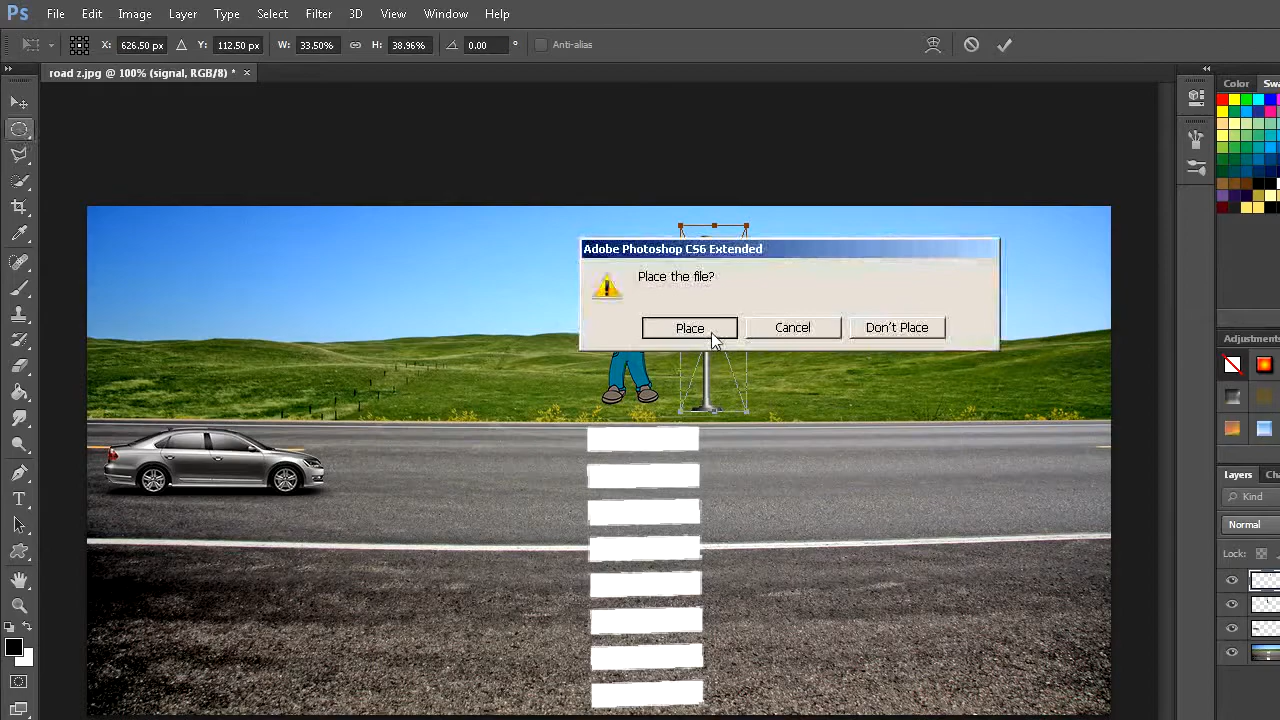 Ps File Edit Image Layer Type Select Filter 3D View Window Help
X: 626.50 px Y: 112.50 px W: 33.50% H: 38.96% 0.00 ° Anti-alias
road z.jpg @ 100% (signal, RGB/8) * ×
Color Swa
Adobe Photoshop CS6 Extended
Place the file?
Place Cancel Don't Place
Adjustments
Layers Cha
Kind
Normal
Lock: